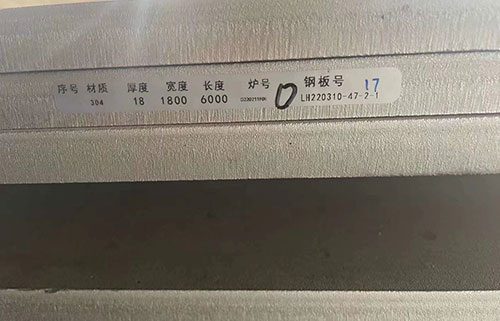 序号 材质 厚度 宽度 长度 炉号 钢板号 17
304 18 1800 6000 0 LH220310-47-2-1